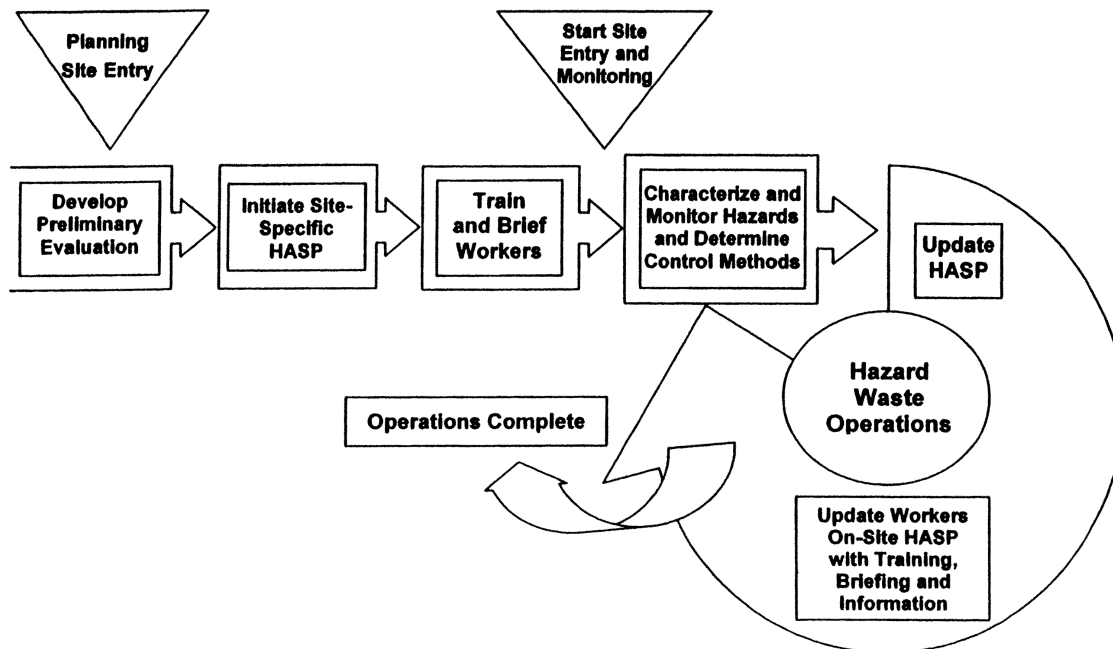 Planning
Site Entry
Start Site
Entry and
Monitoring
Develop
Preliminary
Evaluation
Initiate Site-
Specific
HASP
Train
and Brief
Workers
Characterize and
Monitor Hazards
and Determine
Control Methods
Update
HASP
Hazard
Waste
Operations
Operations Complete
Update Workers
On-Site HASP
with Training,
Briefing and
Information